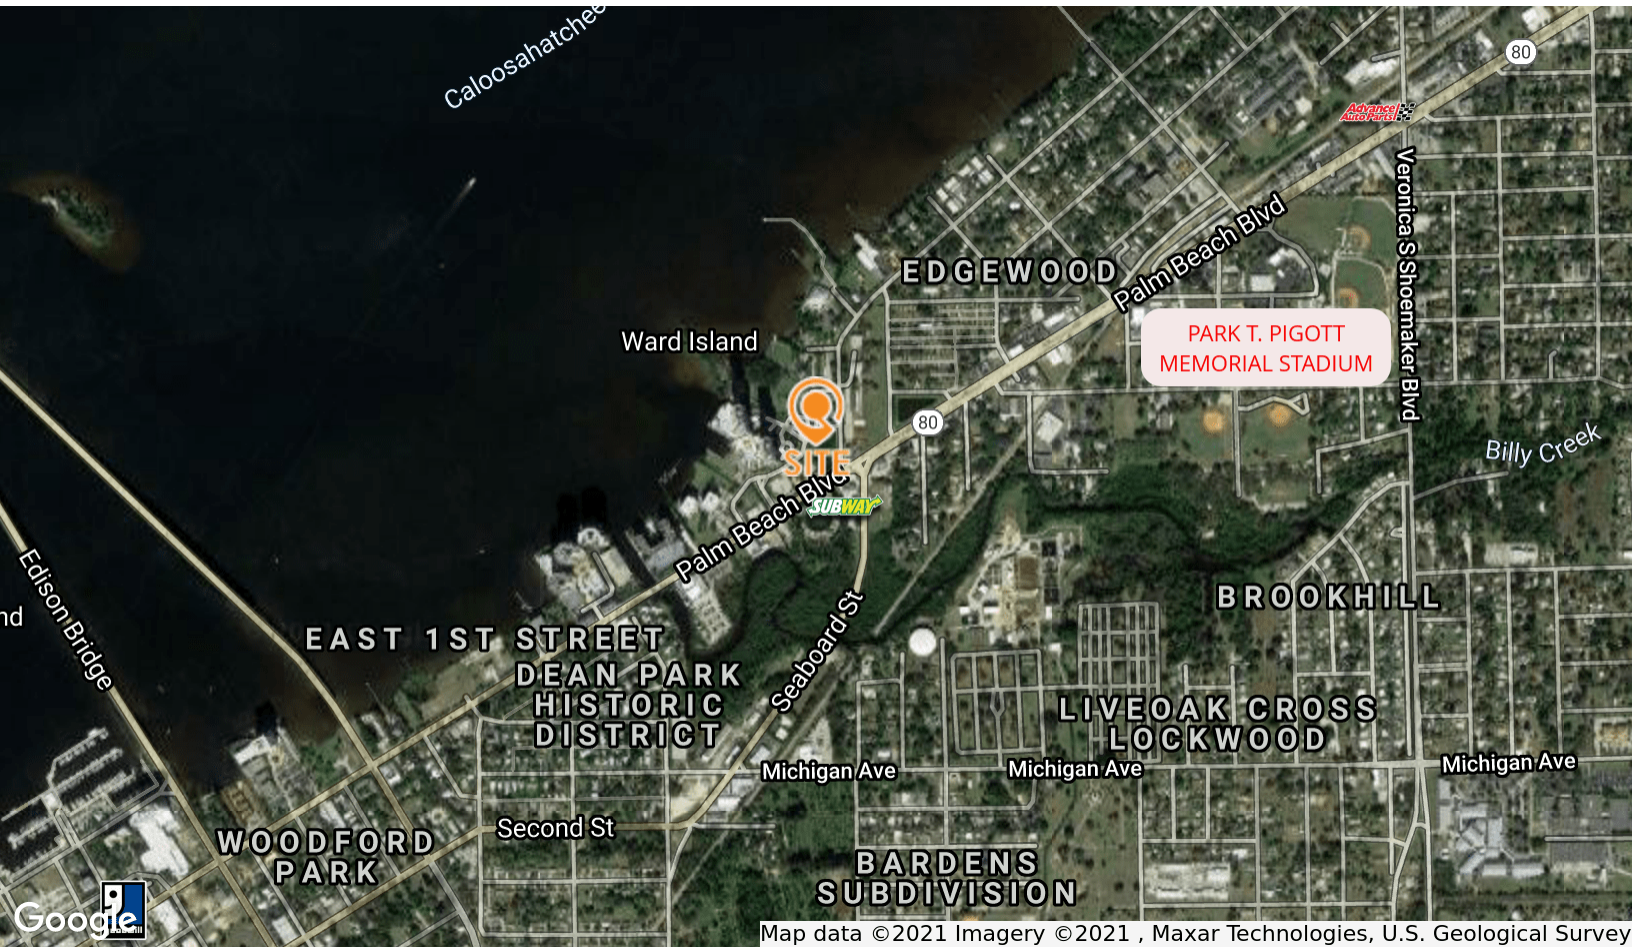 Caloosahatchee
80
Advance
Auto Parts
Veronica S Shoemaker Blvd
Palm Beach Blvd
EDGEWOOD
Ward Island
PARK T. PIGOTT
MEMORIAL STADIUM
80
Billy Creek
SITE
Palm Beach Blvd
SUBWAY
Edison Bridge
nd
BROOKHILL
EAST 1ST STREET
Seaboard St
DEAN PARK
HISTORIC
DISTRICT
LIVEOAK CROSS
LOCKWOOD
Michigan Ave
Michigan Ave
Michigan Ave
Second St
WOODFORD
PARK
BARDENS
SUBDIVISION
Google
Map data ©2021 Imagery ©2021 , Maxar Technologies, U.S. Geological Survey